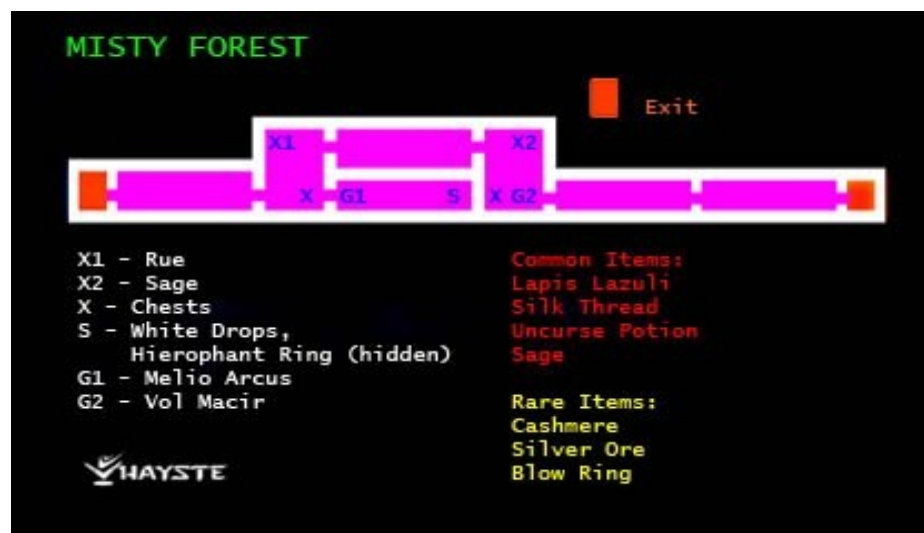 MISTY FOREST
Exit
X1 X2
X G1 S X G2
X1 - Rue
X2 - Sage
X - Chests
S - White Drops,
Hierophant Ring (hidden)
G1 - Melio Arcus
G2 - Vol Macir
Common Items:
Lapis Lazuli
Silk Thread
Uncurse Potion
Sage
Rare Items:
Cashmere
Silver Ore
Blow Ring
HAYSTE